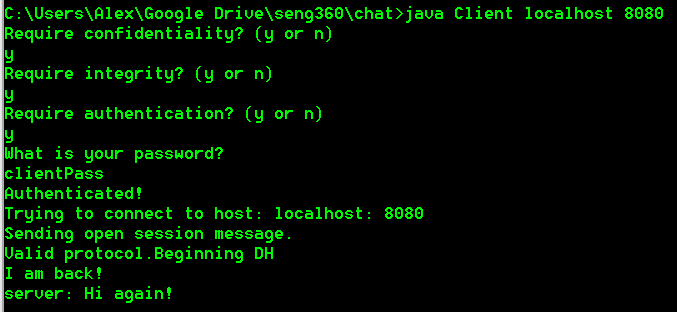 C:\Users\Alex\Google Drive\seng360\chat>java Client localhost 8080
Require confidentiality? (y or n)
y
Require integrity? (y or n)
y
Require authentication? (y or n)
y
What is your password?
clientPass
Authenticated!
Trying to connect to host: localhost: 8080
Sending open session message.
Valid protocol.Beginning DH
I am back!
server: Hi again!